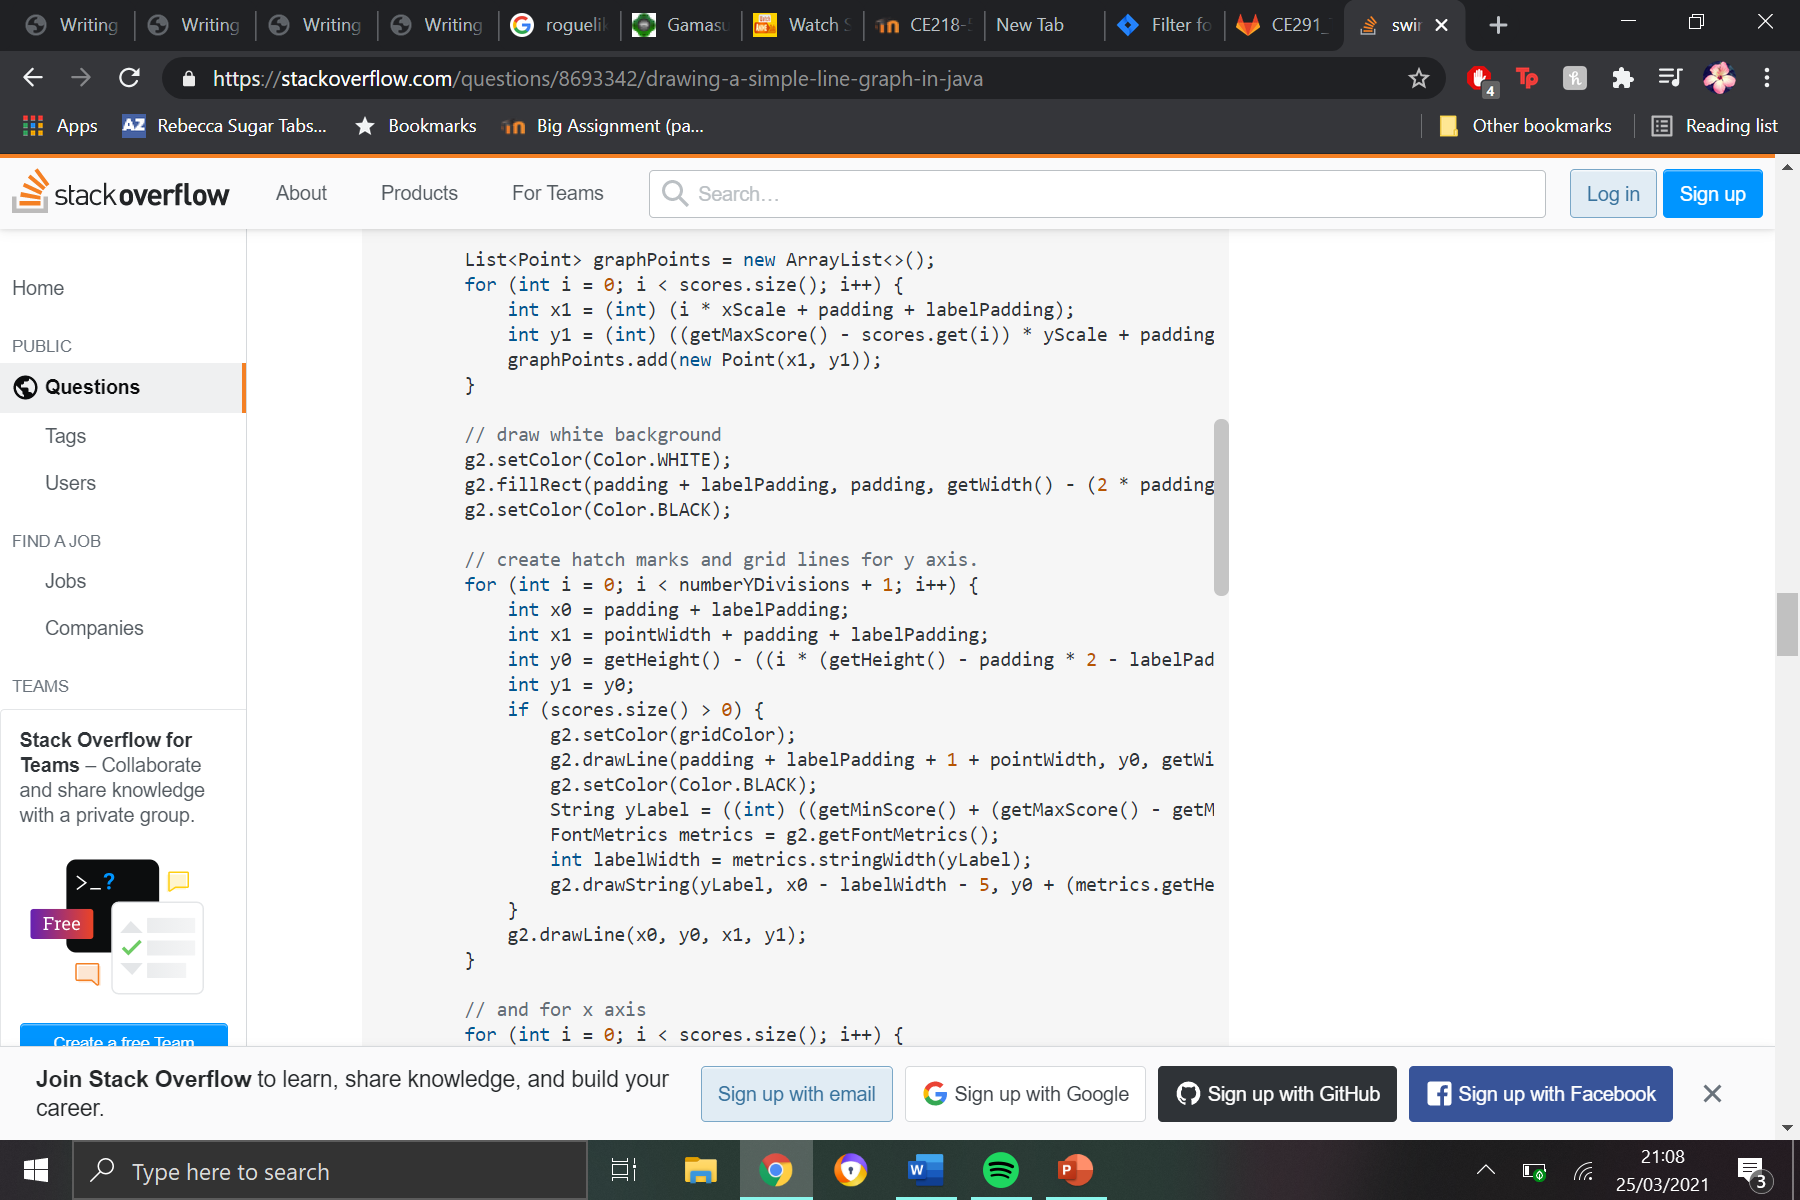 Writing
Writing
Writing
Writing
roguelik
Gamasu
Watch S
CE218-
New Tab
Filter fo
CE291_
swin
https://stackoverflow.com/questions/8693342/drawing-a-simple-line-graph-in-java
4
Apps
Rebecca Sugar Tabs...
Bookmarks
Big Assignment (pa...
Other bookmarks
Reading list
stackoverflow
About
Products
For Teams
Search...
Log in
Sign up
Home
PUBLIC
Questions
Tags
Users
FIND A JOB
Jobs
Companies
TEAMS
Stack Overflow for
Teams – Collaborate
and share knowledge
with a private group.
>_?
Free
Create a free Team
List<Point> graphPoints = new ArrayList<>();
for (int i = 0; i < scores.size(); i++) {
int x1 = (int) (i * xScale + padding + labelPadding);
int y1 = (int) ((getMaxScore() - scores.get(i)) * yScale + padding
graphPoints.add(new Point(x1, y1));
}
// draw white background
g2.setColor(Color.WHITE);
g2.fillRect(padding + labelPadding, padding, getWidth() - (2 * padding
g2.setColor(Color.BLACK);
// create hatch marks and grid lines for y axis.
for (int i = 0; i < numberYDivisions + 1; i++) {
int x0 = padding + labelPadding;
int x1 = pointWidth + padding + labelPadding;
int y0 = getHeight() - ((i * (getHeight() - padding * 2 - labelPad
int y1 = y0;
if (scores.size() > 0) {
g2.setColor(gridColor);
g2.drawLine(padding + labelPadding + 1 + pointWidth, y0, getWi
g2.setColor(Color.BLACK);
String yLabel = ((int) ((getMinScore() + (getMaxScore() - getM
FontMetrics metrics = g2.getFontMetrics();
int labelWidth = metrics.stringWidth(yLabel);
g2.drawString(yLabel, x0 - labelWidth - 5, y0 + (metrics.getHe
}
g2.drawLine(x0, y0, x1, y1);
}
// and for x axis
for (int i = 0; i < scores.size(); i++) {
Join Stack Overflow to learn, share knowledge, and build your
career.
Sign up with email
Sign up with Google
Sign up with GitHub
Sign up with Facebook
Type here to search
21:08
25/03/2021
3